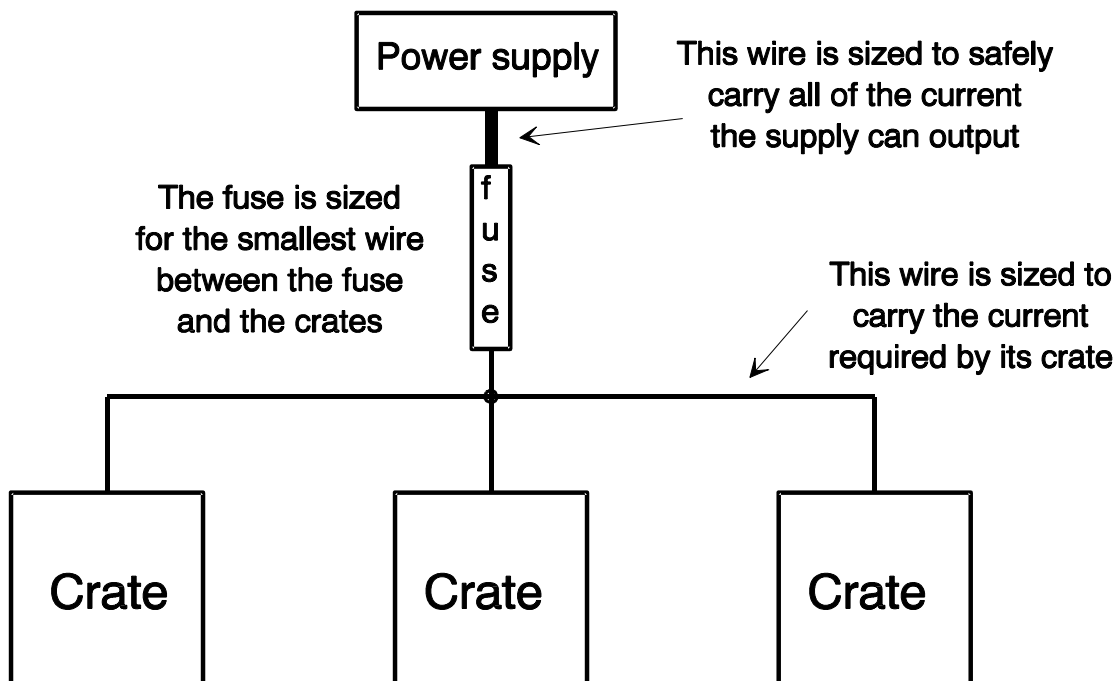 Power supply
This wire is sized to safely
carry all of the current
the supply can output
f
u
s
e
The fuse is sized
for the smallest wire
between the fuse
and the crates
This wire is sized to
carry the current
required by its crate
Crate
Crate
Crate